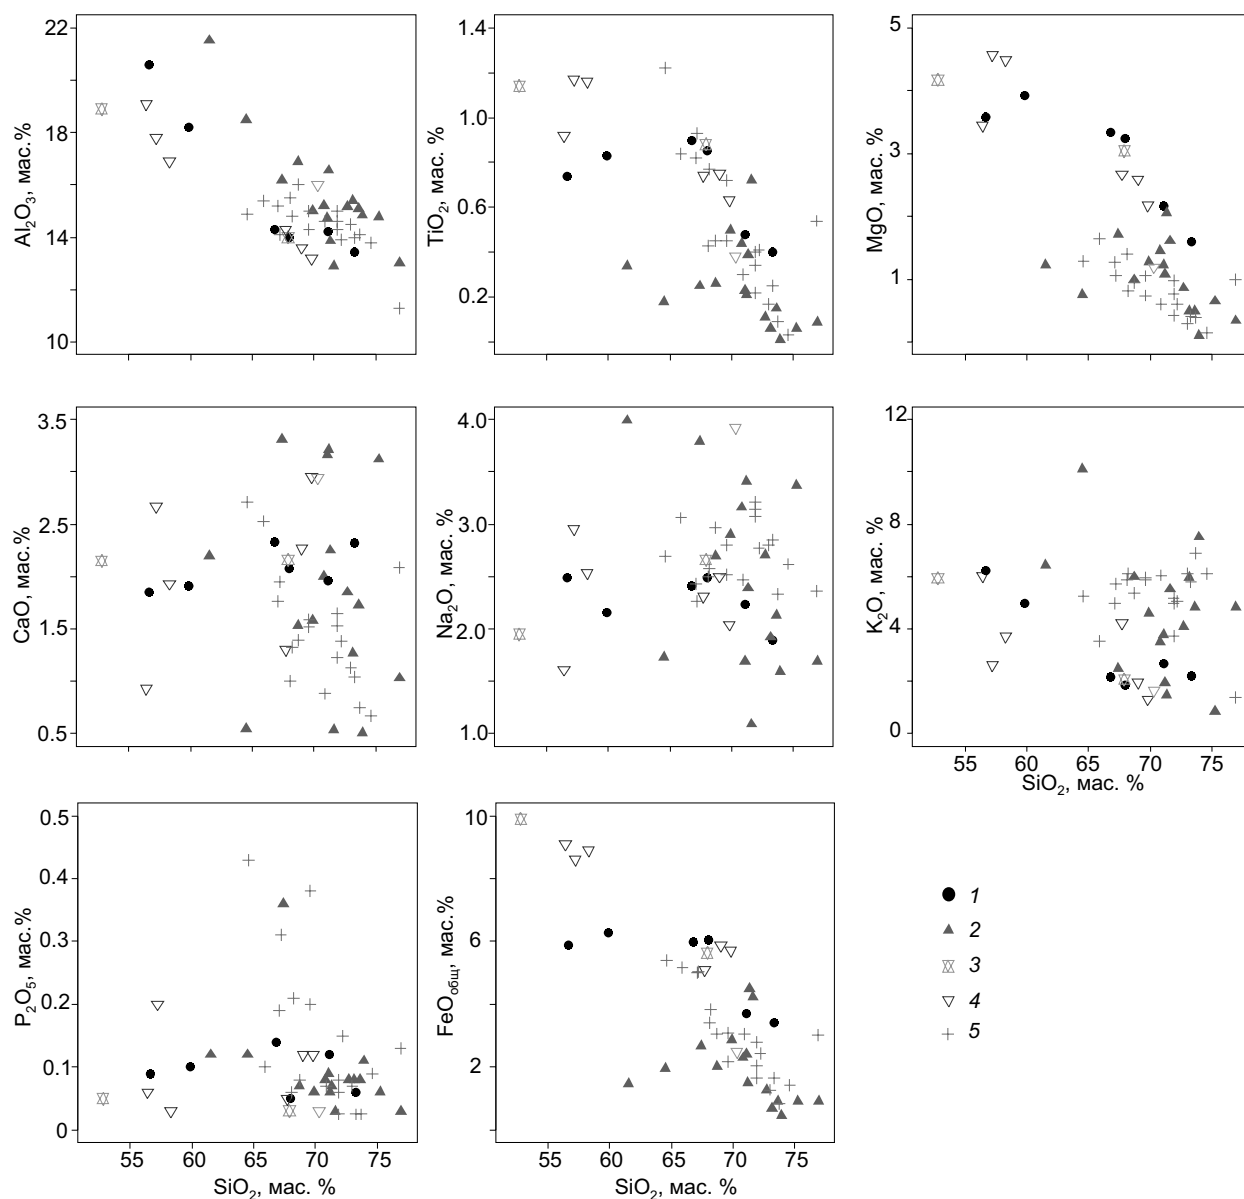 22
18
14
10
Al₂O₃, мас.%
1.4
1.0
0.6
0.2
TiO₂, мас. %
5
3
1
MgO, мас. %
3.5
2.5
1.5
0.5
CaO, мас. %
4.0
3.0
2.0
1.0
Na₂O, мас. %
12
8
4
0
K₂O, мас. %
55 60 65 70 75
SiO₂, мас. %
0.5
0.4
0.3
0.2
0.1
0
P₂O₅, мас.%
55 60 65 70 75
SiO₂, мас. %
10
6
2
FeOобщ, мас.%
55 60 65 70 75
SiO₂, мас. %
1
2
3
4
5